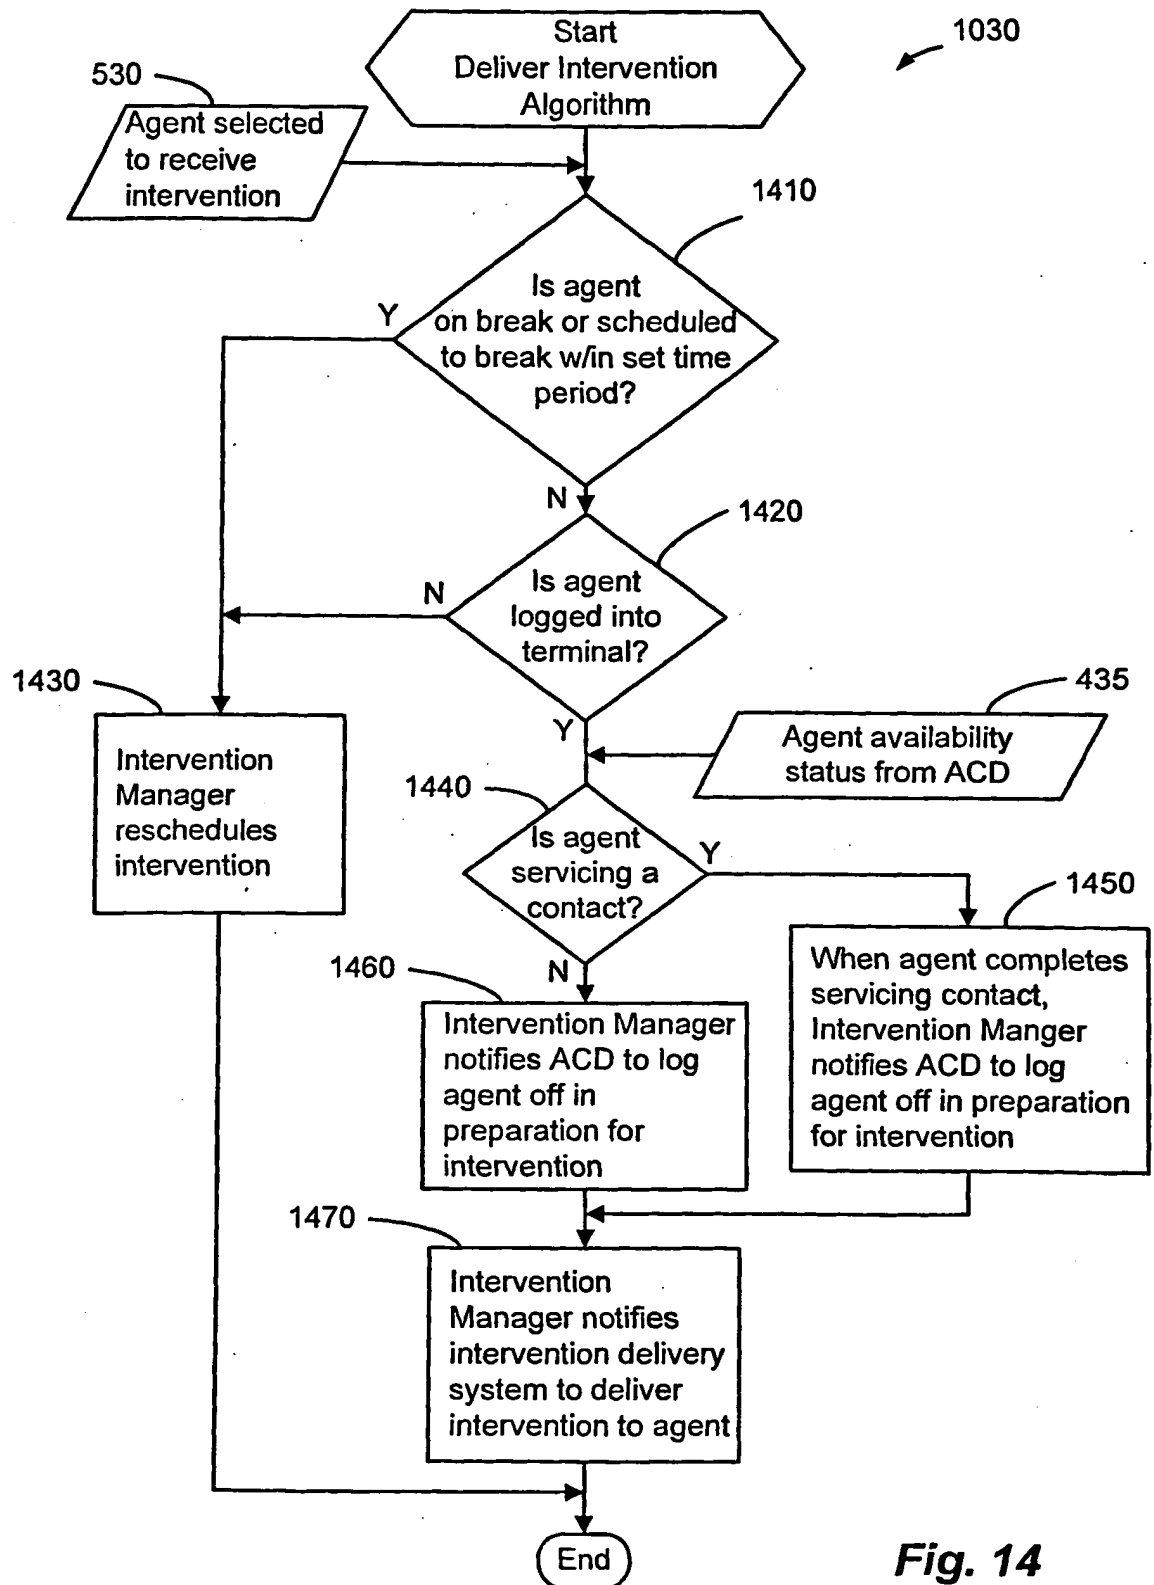 Start
Deliver Intervention
Algorithm
1030
530
Agent selected
to receive
intervention
1410
Is agent
on break or scheduled
to break w/in set time
period?
Y
N
1420
Is agent
logged into
terminal?
N
Y
1430
Intervention
Manager
reschedules
intervention
435
Agent availability
status from ACD
1440
Is agent
servicing a
contact?
Y
N
1450
When agent completes
servicing contact,
Intervention Manger
notifies ACD to log
agent off in preparation
for intervention
1460
Intervention Manager
notifies ACD to log
agent off in
preparation for
intervention
1470
Intervention
Manager notifies
intervention delivery
system to deliver
intervention to agent
End
Fig. 14